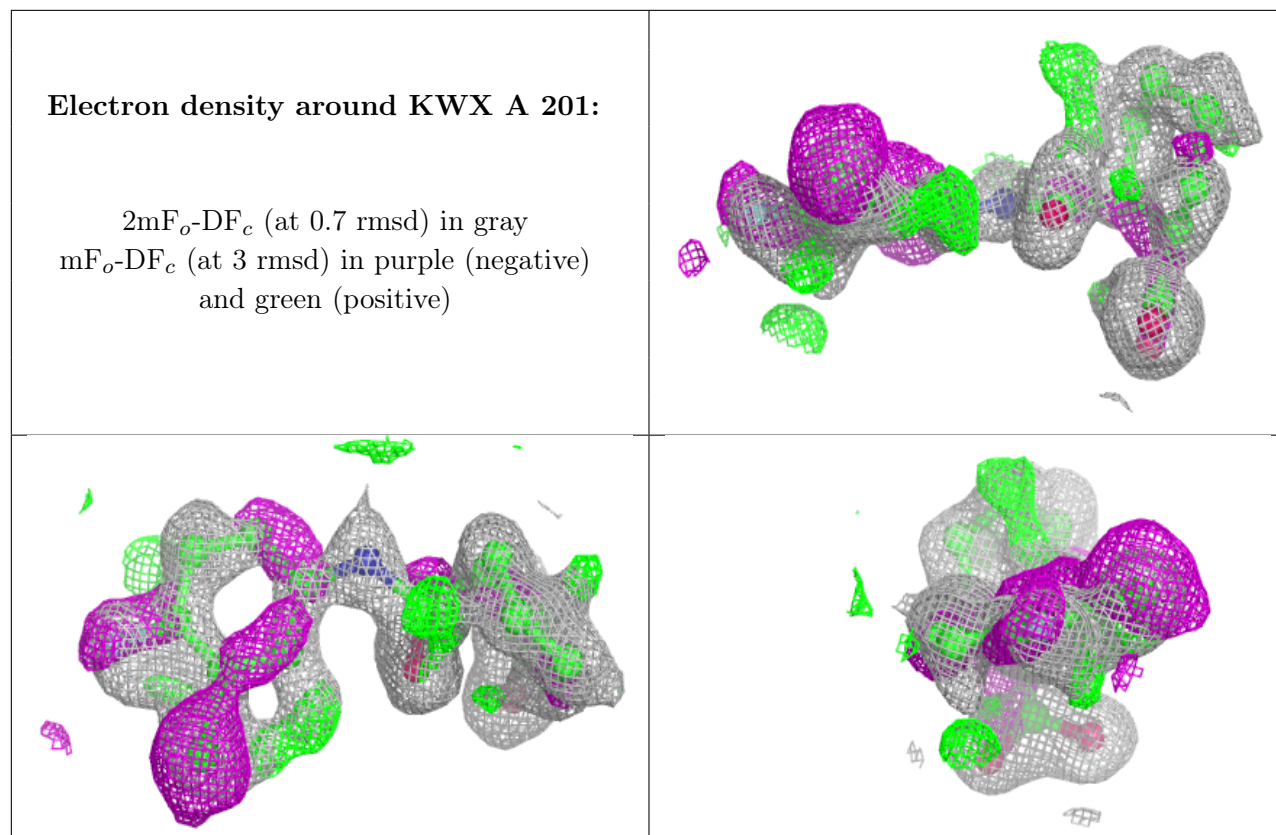 Electron density around KWX A 201:
2mFo-DFc (at 0.7 rmsd) in gray
mFo-DFc (at 3 rmsd) in purple (negative)
and green (positive)